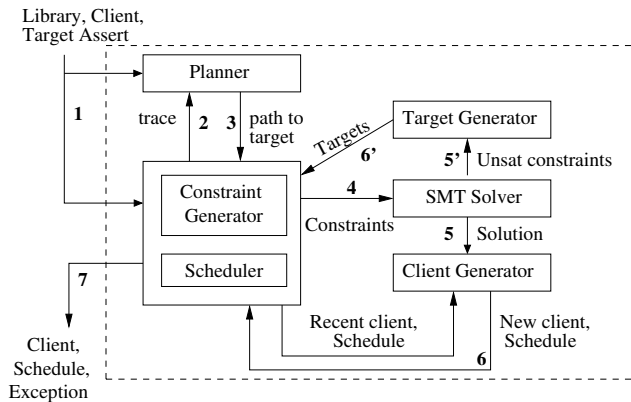 Library, Client,
Target Assert
Planner
1
trace
2
3
path to
target
Targets
6'
Target Generator
5'
Unsat constraints
Constraint
Generator
4
Constraints
SMT Solver
5
Solution
Scheduler
Client Generator
7
Recent client,
Schedule
New client,
Schedule
6
Client,
Schedule,
Exception